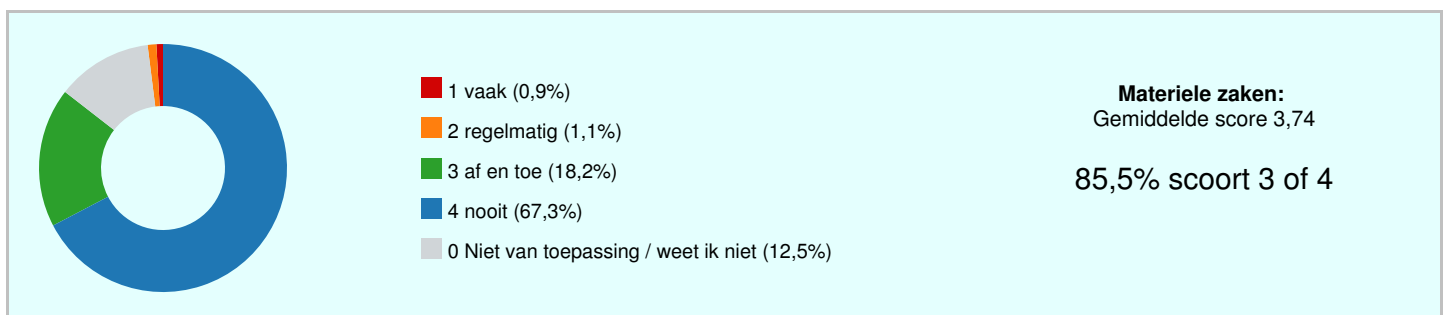 1 vaak (0,9%)
2 regelmatig (1,1%)
3 af en toe (18,2%)
4 nooit (67,3%)
0 Niet van toepassing / weet ik niet (12,5%)
Materiele zaken:
Gemiddelde score 3,74
85,5% scoort 3 of 4